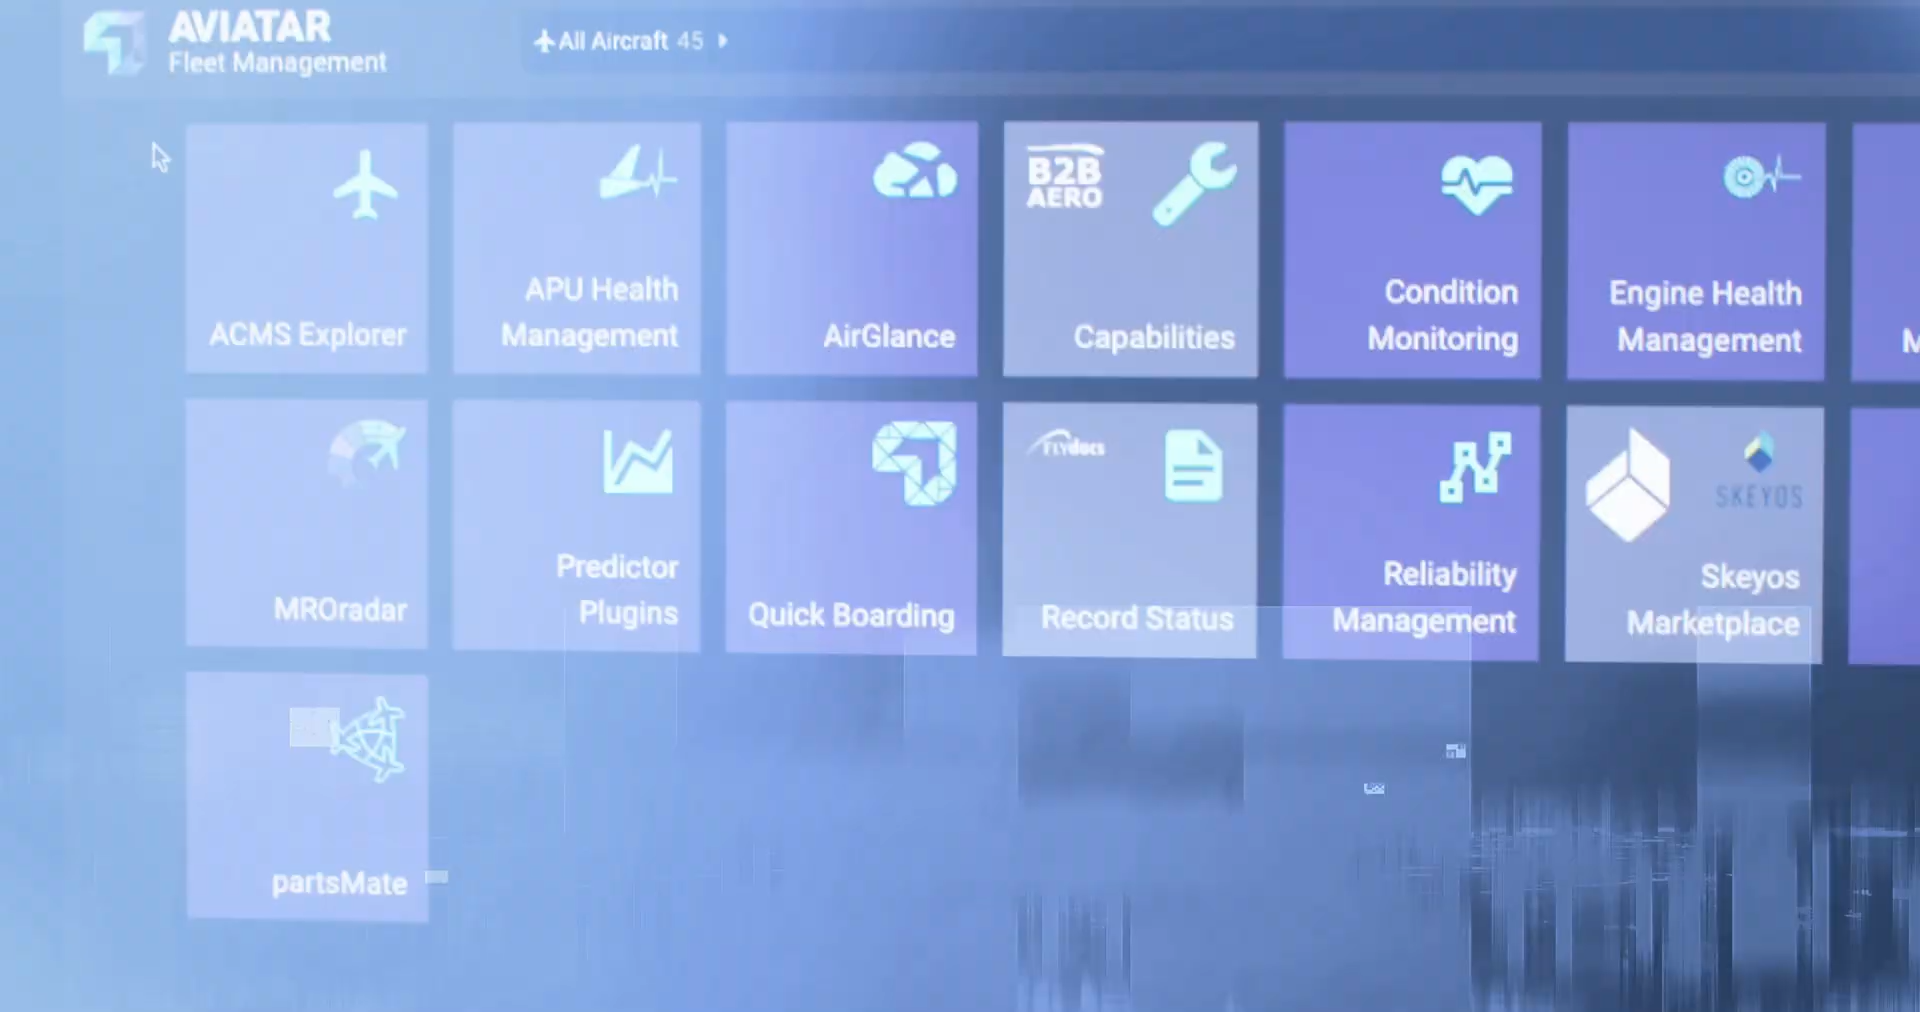 AVIATAR
Fleet Management
All Aircraft 45
ACMS Explorer
APU Health
Management
AirGlance
B2B
AERO
Capabilities
Condition
Monitoring
Engine Health
Management
M
MROradar
Predictor
Plugins
Quick Boarding
FLYdocs
Record Status
Reliability
Management
SKEYOS
Skeyos
Marketplace
partsMate